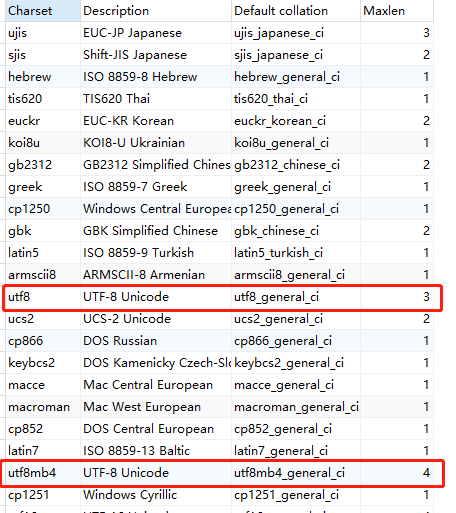 Charset Description Default collation Maxlen
ujis EUC-JP Japanese ujis_japanese_ci 3
sjis Shift-JIS Japanese sjis_japanese_ci 2
hebrew ISO 8859-8 Hebrew hebrew_general_ci 1
tis620 TIS620 Thai tis620_thai_ci 1
euckr EUC-KR Korean euckr_korean_ci 2
koi8u KOI8-U Ukrainian koi8u_general_ci 1
gb2312 GB2312 Simplified Chines gb2312_chinese_ci 2
greek ISO 8859-7 Greek greek_general_ci 1
cp1250 Windows Central Europea cp1250_general_ci 1
gbk GBK Simplified Chinese gbk_chinese_ci 2
latin5 ISO 8859-9 Turkish latin5_turkish_ci 1
armscii8 ARMSCII-8 Armenian armscii8_general_ci 1
utf8 UTF-8 Unicode utf8_general_ci 3
ucs2 UCS-2 Unicode ucs2_general_ci 2
cp866 DOS Russian cp866_general_ci 1
keybcs2 DOS Kamenicky Czech-Slo keybcs2_general_ci 1
macce Mac Central European macce_general_ci 1
macroman Mac West European macroman_general_ci 1
cp852 DOS Central European cp852_general_ci 1
latin7 ISO 8859-13 Baltic latin7_general_ci 1
utf8mb4 UTF-8 Unicode utf8mb4_general_ci 4
cp1251 Windows Cyrillic cp1251_general_ci 1